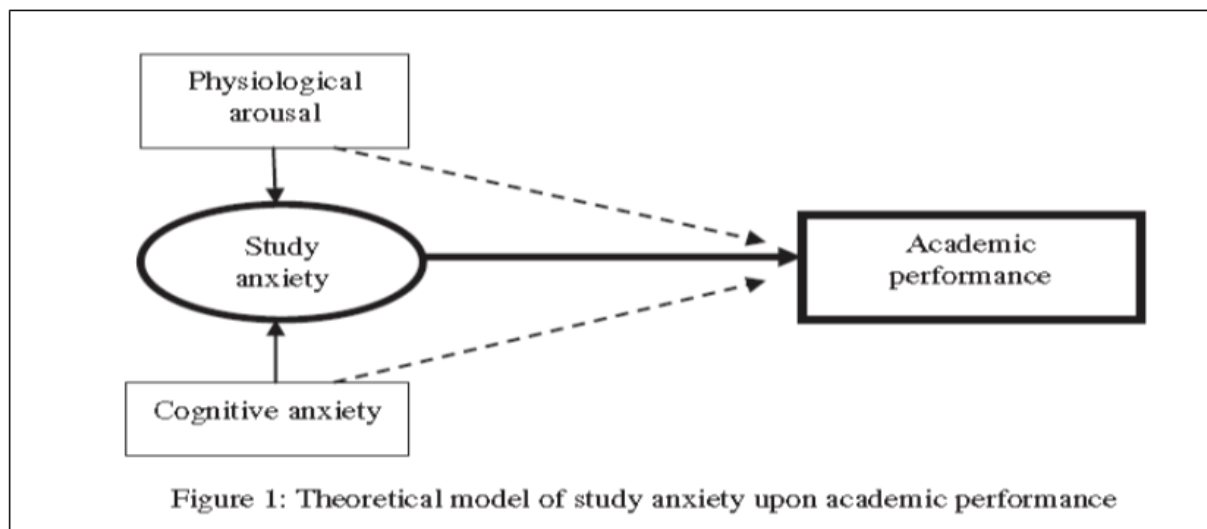 Physiological
arousal
Study
anxiety
Academic
performance
Cognitive anxiety
Figure 1: Theoretical model of study anxiety upon academic performance